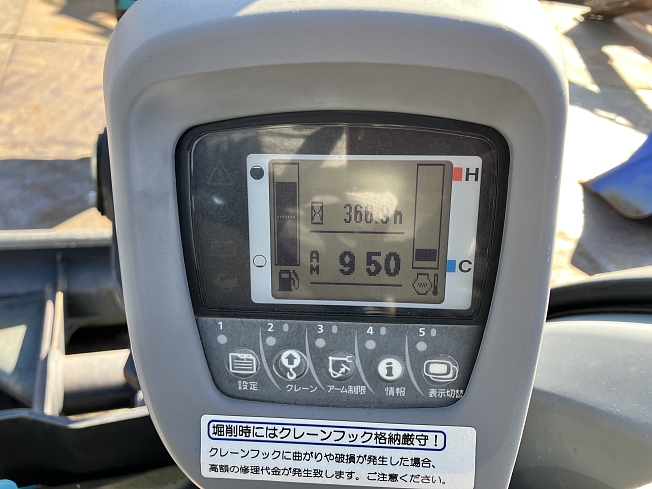 H
366.9h
AM 9 50
C
1 2 3 4 5
設定 クレーン アーム制限 情報 表示切替
掘削時にはクレーンフック格納厳守！
クレーンフックに曲がりや破損が発生した場合、
高額の修理代金が発生致します。ご注意ください。